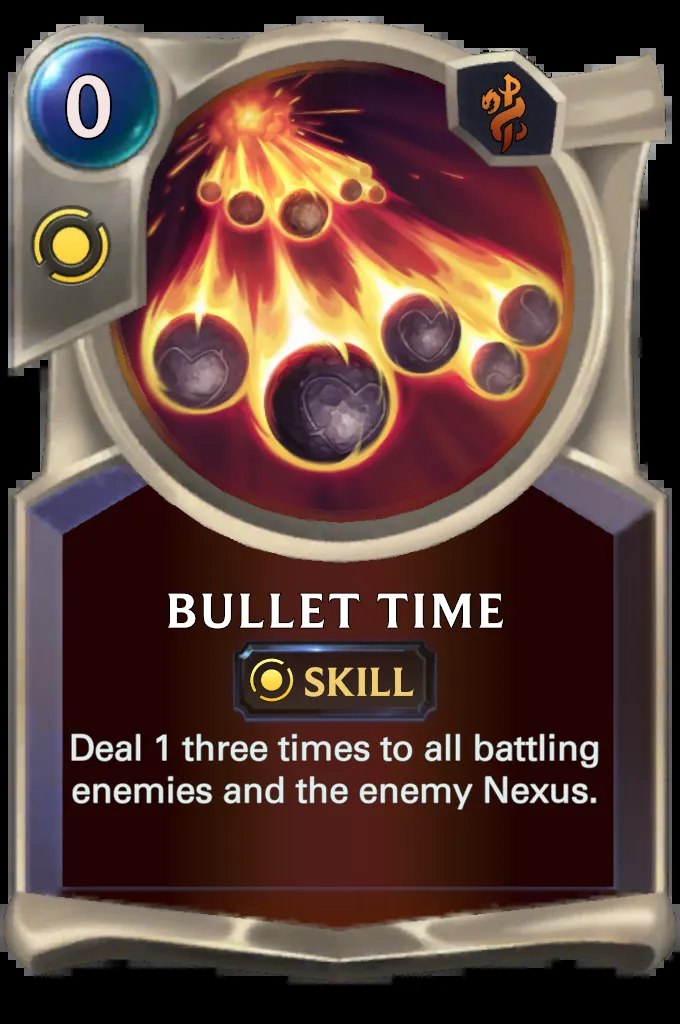 0
BULLET TIME
SKILL
Deal 1 three times to all battling
enemies and the enemy Nexus.